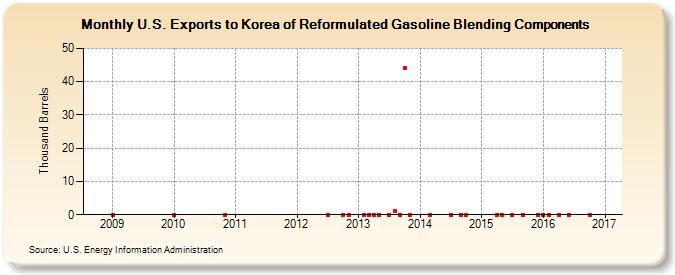 Monthly U.S. Exports to Korea of Reformulated Gasoline Blending Components
Thousand Barrels
50
40
30
20
10
0
2009 2010 2011 2012 2013 2014 2015 2016 2017
Source: U.S. Energy Information Administration